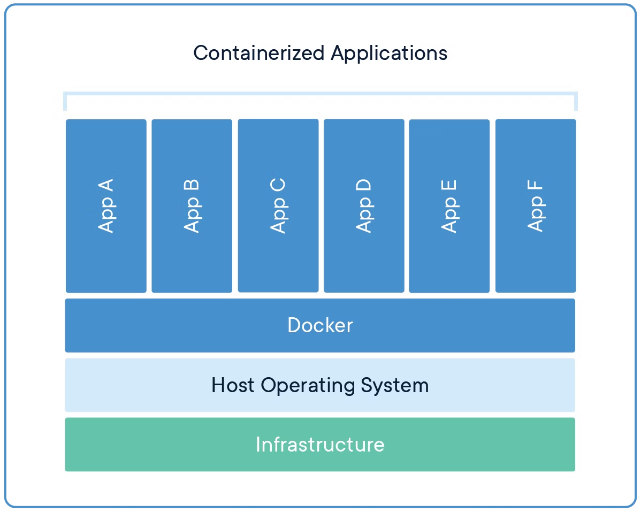 Containerized Applications
App A
App B
App C
App D
App E
App F
Docker
Host Operating System
Infrastructure